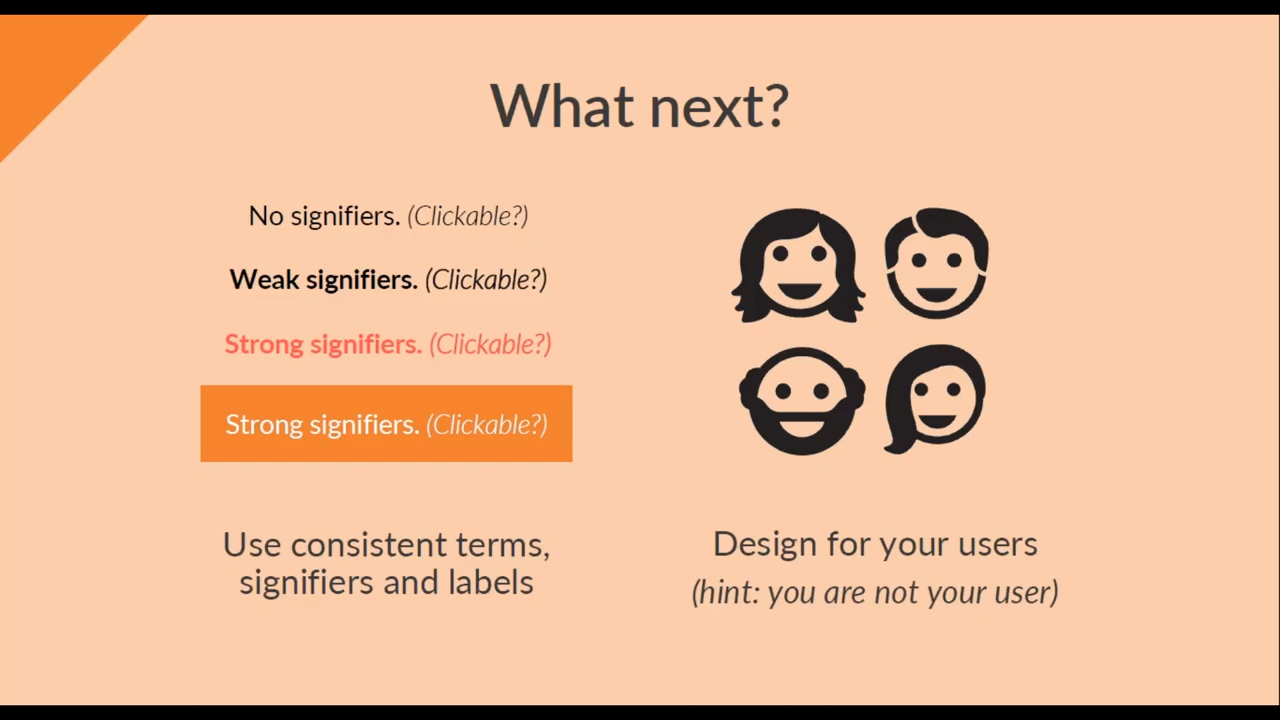 What next?
No signifiers. (Clickable?)
Weak signifiers. (Clickable?)
Strong signifiers. (Clickable?)
Strong signifiers. (Clickable?)
Use consistent terms,
signifiers and labels
Design for your users
(hint: you are not your user)